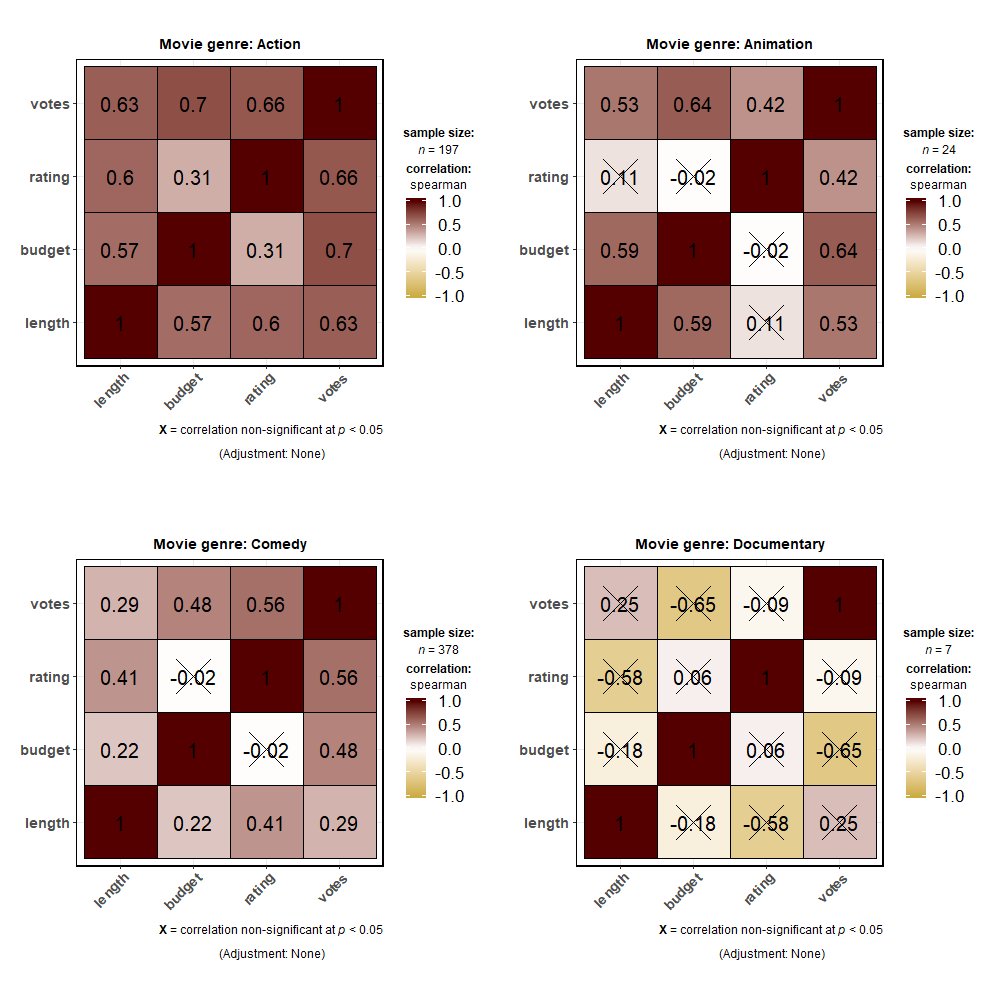 Movie genre: Action
votes 0.63 0.7 0.66 1
rating 0.6 0.31 1 0.66
budget 0.57 1 0.31 0.7
length 1 0.57 0.6 0.63
length budget rating votes
sample size:
n = 197
correlation:
spearman
1.0
0.5
0.0
-0.5
-1.0
X = correlation non-significant at p < 0.05
(Adjustment: None)
Movie genre: Animation
votes 0.53 0.64 0.42 1
rating 0.11 -0.02 1 0.42
budget 0.59 1 -0.02 0.64
length 1 0.59 0.11 0.53
length budget rating votes
sample size:
n = 24
correlation:
spearman
1.0
0.5
0.0
-0.5
-1.0
X = correlation non-significant at p < 0.05
(Adjustment: None)
Movie genre: Comedy
votes 0.29 0.48 0.56 1
rating 0.41 -0.02 1 0.56
budget 0.22 1 -0.02 0.48
length 1 0.22 0.41 0.29
length budget rating votes
sample size:
n = 378
correlation:
spearman
1.0
0.5
0.0
-0.5
-1.0
X = correlation non-significant at p < 0.05
(Adjustment: None)
Movie genre: Documentary
votes 0.25 -0.65 -0.09 1
rating -0.58 0.06 1 -0.09
budget -0.18 1 0.06 -0.65
length 1 -0.18 -0.58 0.25
length budget rating votes
sample size:
n = 7
correlation:
spearman
1.0
0.5
0.0
-0.5
-1.0
X = correlation non-significant at p < 0.05
(Adjustment: None)